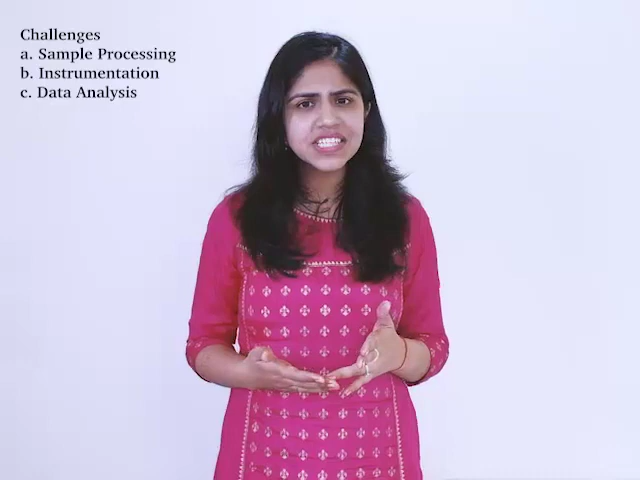 Challenges
a. Sample Processing
b. Instrumentation
c. Data Analysis